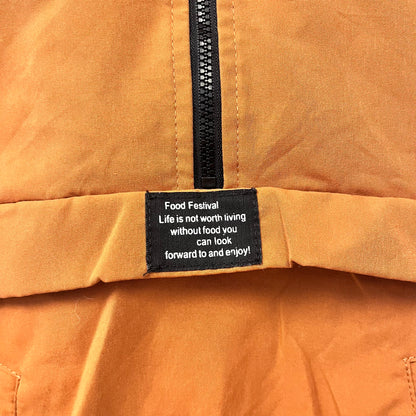 Food Festival
Life is not worth living
without food you
can look
forward to and enjoy!